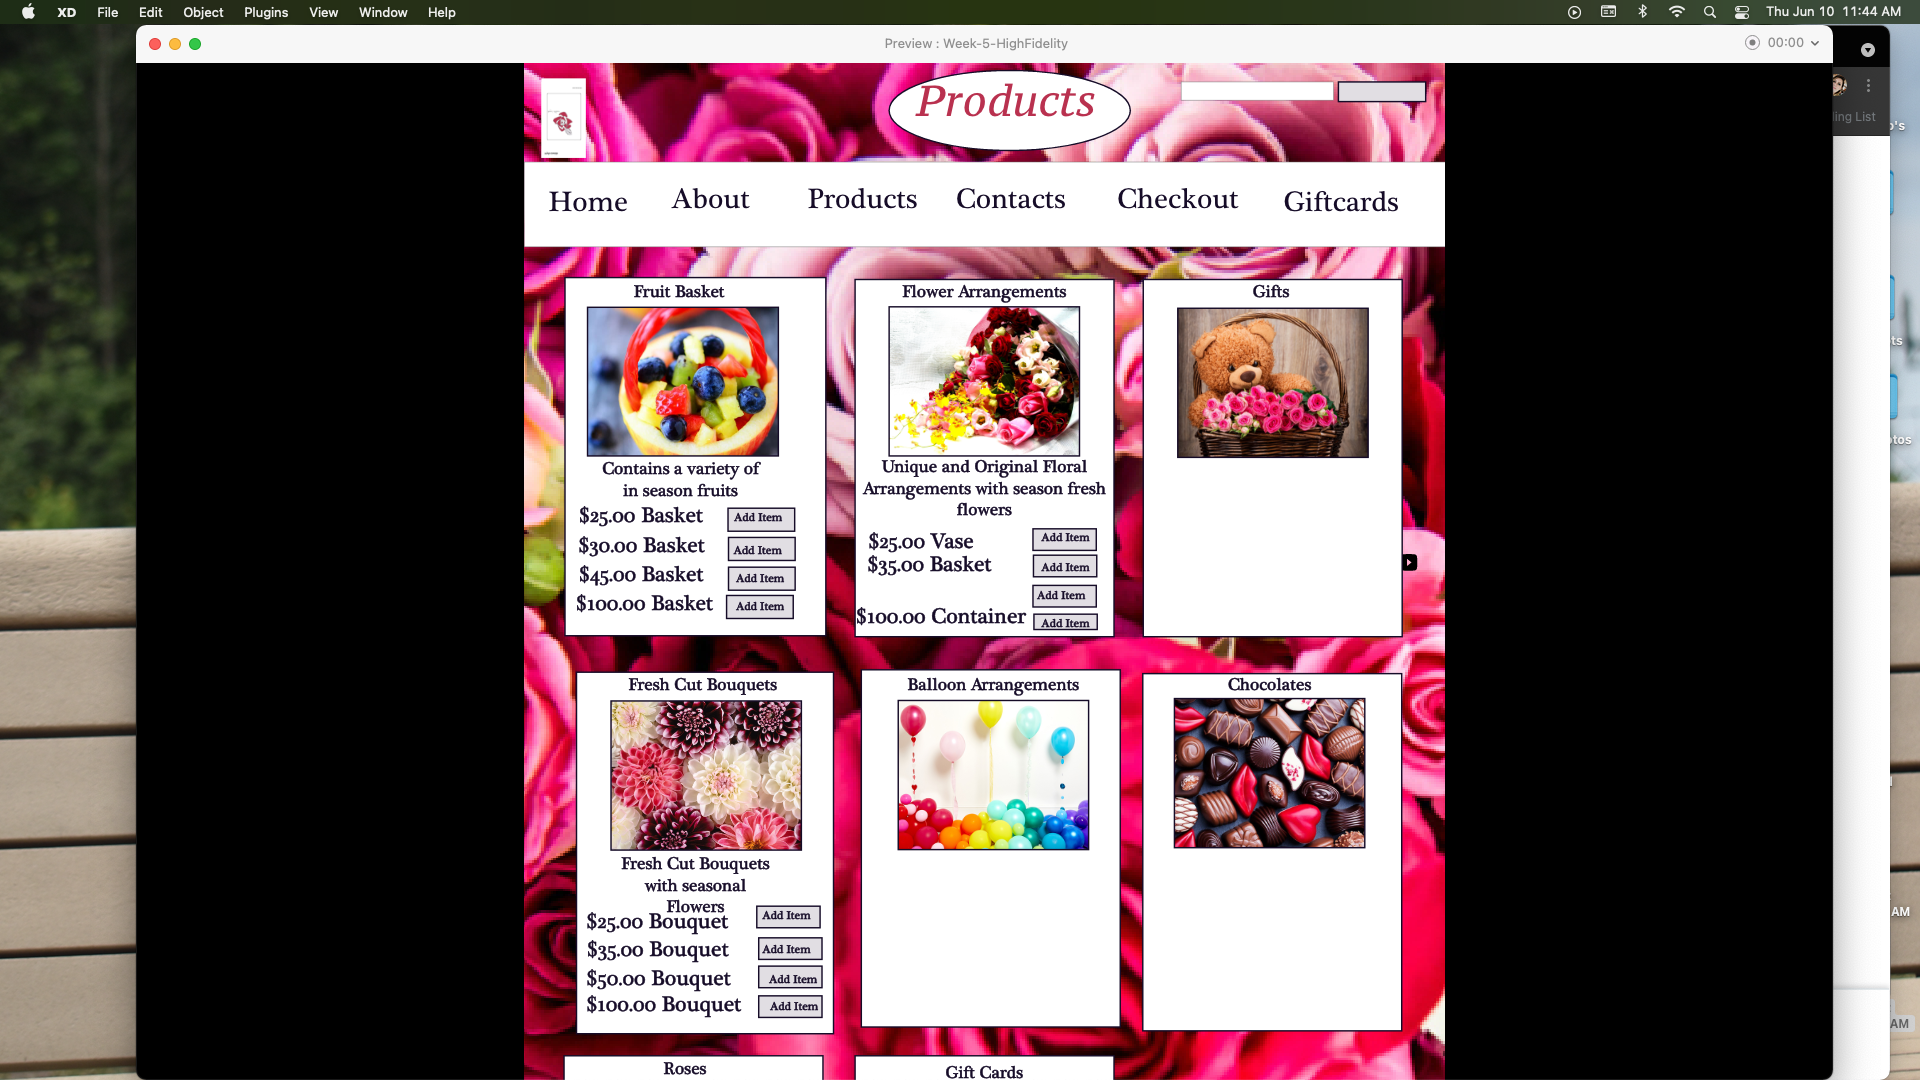 XD File Edit Object Plugins View Window Help Thu Jun 10 11:44 AM
Preview : Week-5-HighFidelity 00:00
Products
Home About Products Contacts Checkout Giftcards
ing List
Fruit Basket
Contains a variety of
in season fruits
$25.00 Basket Add Item
$30.00 Basket Add Item
$45.00 Basket Add Item
$100.00 Basket Add Item
Flower Arrangements
Unique and Original Floral
Arrangements with season fresh
flowers
$25.00 Vase Add Item
$35.00 Basket Add Item
Add Item
$100.00 Container Add Item
Gifts
Fresh Cut Bouquets
Fresh Cut Bouquets
with seasonal
Flowers
$25.00 Bouquet Add Item
$35.00 Bouquet Add Item
$50.00 Bouquet Add Item
$100.00 Bouquet Add Item
Balloon Arrangements
Chocolates
Roses
Gift Cards
AM
AM